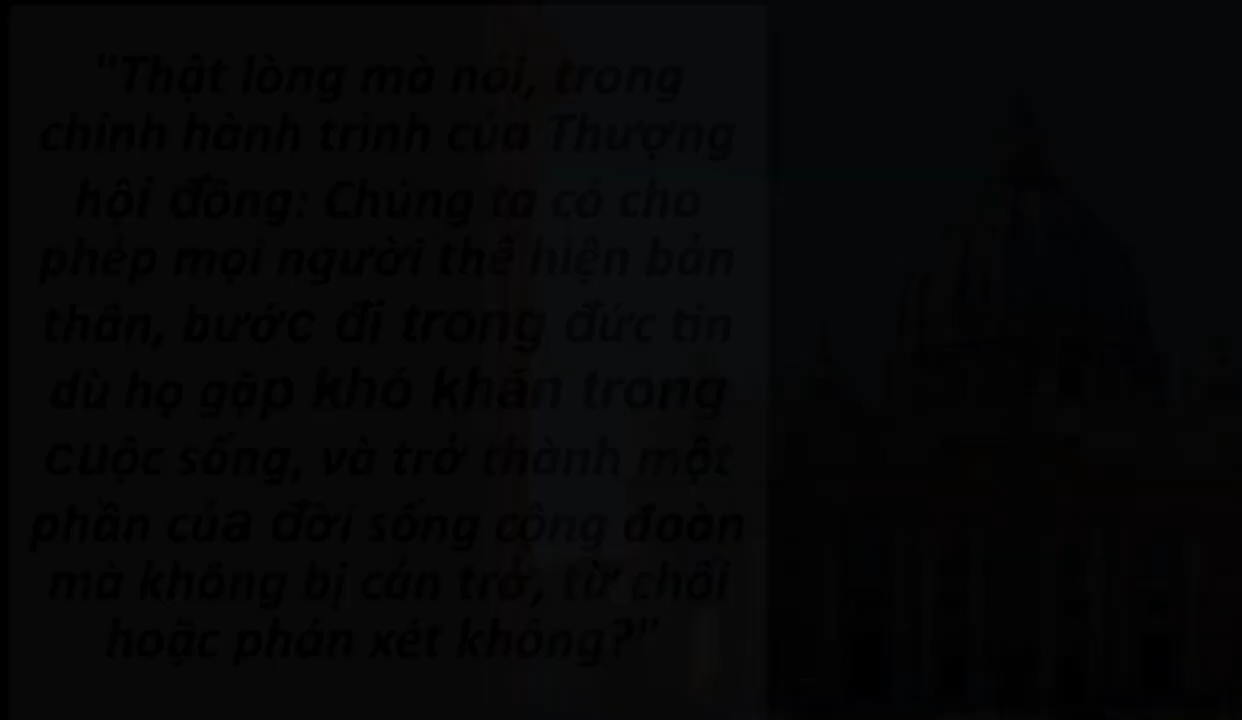 "Thật lòng mà nói, trong
chính hành trình của Thượng
hội đồng: Chúng ta có cho
phép mọi người thể hiện bản
thân, bước đi trong đức tin
dù họ gặp khó khăn trong
cuộc sống, và trở thành một
phần của đời sống cộng đoàn
mà không bị cản trở, từ chối
hoặc phán xét không?"